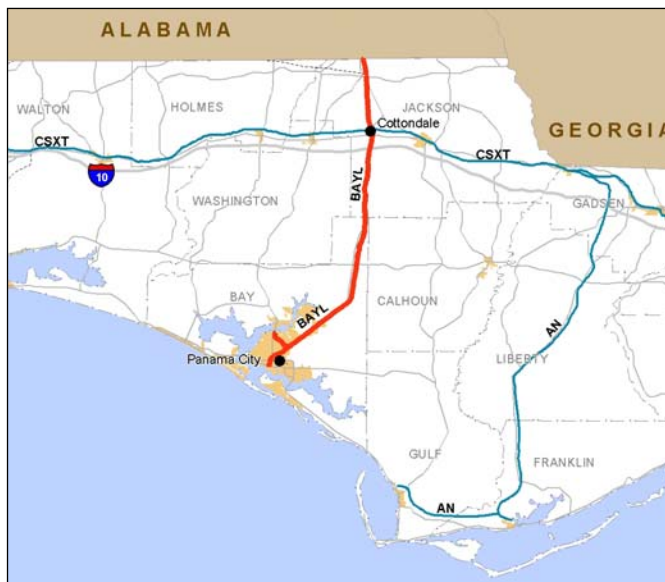 ALABAMA
WALTON
HOLMES
JACKSON
Cottondale
GEORGIA
CSXT
CSXT
10
BAYL
WASHINGTON
GADSEN
BAY
CALHOUN
BAYL
AN
Panama City
LIBERTY
GULF
FRANKLIN
AN